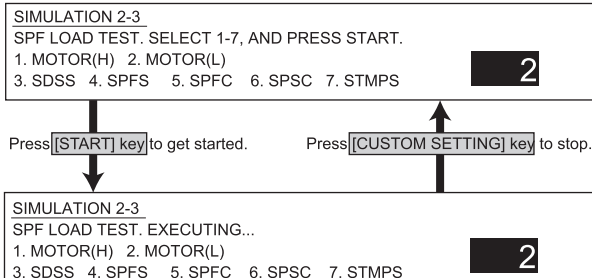 SIMULATION 2-3
SPF LOAD TEST. SELECT 1-7, AND PRESS START.
1. MOTOR(H) 2. MOTOR(L)
3. SDSS 4. SPFS 5. SPFC 6. SPSC 7. STMPS
2
Press [START] key to get started.
Press [CUSTOM SETTING] key to stop.
SIMULATION 2-3
SPF LOAD TEST. EXECUTING...
1. MOTOR(H) 2. MOTOR(L)
3. SDSS 4. SPFS 5. SPFC 6. SPSC 7. STMPS
2